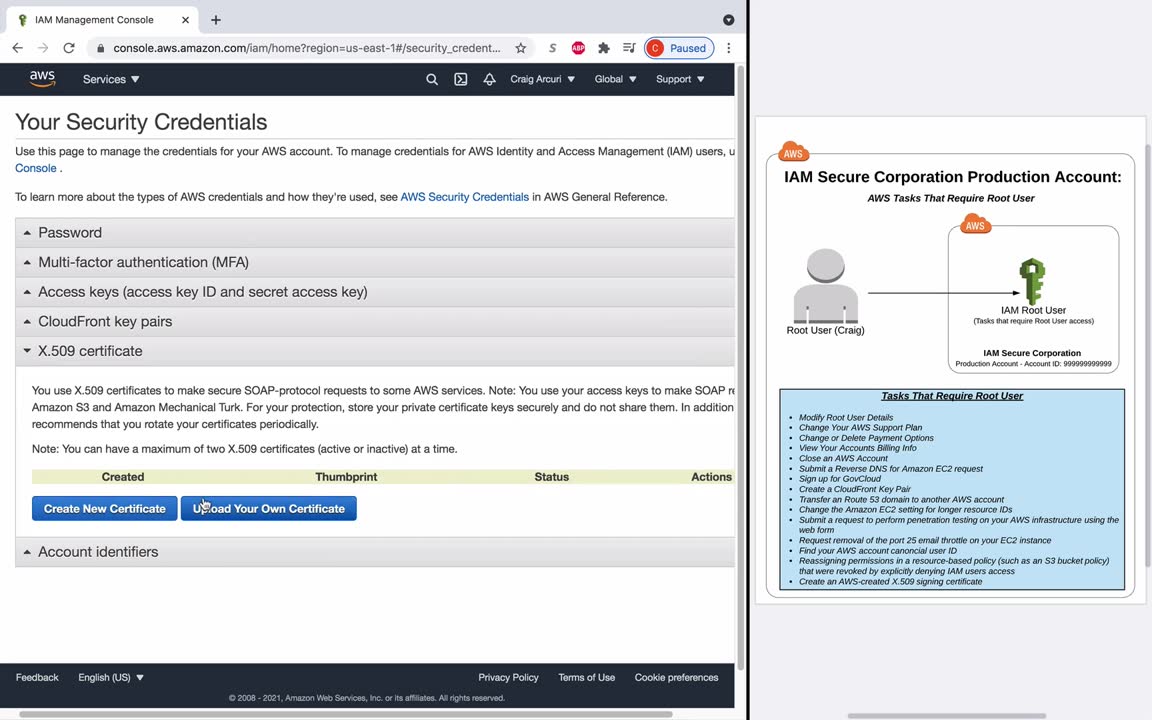 IAM Management Console
console.aws.amazon.com/iam/home?region=us-east-1#/security_credent...
S
ABP
C Paused
aws
Services
Craig Arcuri
Global
Support
Your Security Credentials
Use this page to manage the credentials for your AWS account. To manage credentials for AWS Identity and Access Management (IAM) users, u
Console .
To learn more about the types of AWS credentials and how they're used, see AWS Security Credentials in AWS General Reference.
Password
Multi-factor authentication (MFA)
Access keys (access key ID and secret access key)
CloudFront key pairs
X.509 certificate
You use X.509 certificates to make secure SOAP-protocol requests to some AWS services. Note: You use your access keys to make SOAP re
Amazon S3 and Amazon Mechanical Turk. For your protection, store your private certificate keys securely and do not share them. In addition
recommends that you rotate your certificates periodically.
Note: You can have a maximum of two X.509 certificates (active or inactive) at a time.
Created Thumbprint Status Actions
Create New Certificate
Upload Your Own Certificate
Account identifiers
Feedback
English (US)
Privacy Policy
Terms of Use
Cookie preferences
© 2008 - 2021, Amazon Web Services, Inc. or its affiliates. All rights reserved.
AWS
IAM Secure Corporation Production Account:
AWS Tasks That Require Root User
AWS
Root User (Craig)
IAM Root User
(Tasks that require Root User access)
IAM Secure Corporation
Production Account - Account ID: 999999999999
Tasks That Require Root User
• Modify Root User Details
• Change Your AWS Support Plan
• Change or Delete Payment Options
• View Your Accounts Billing Info
• Close an AWS Account
• Submit a Reverse DNS for Amazon EC2 request
• Sign up for GovCloud
• Create a CloudFront Key Pair
• Transfer an Route 53 domain to another AWS account
• Change the Amazon EC2 setting for longer resource IDs
• Submit a request to perform penetration testing on your AWS infrastructure using the
web form
• Request removal of the port 25 email throttle on your EC2 instance
• Find your AWS account canoncial user ID
• Reassigning permissions in a resource-based policy (such as an S3 bucket policy)
that were revoked by explicitly denying IAM users access
• Create an AWS-created X.509 signing certificate